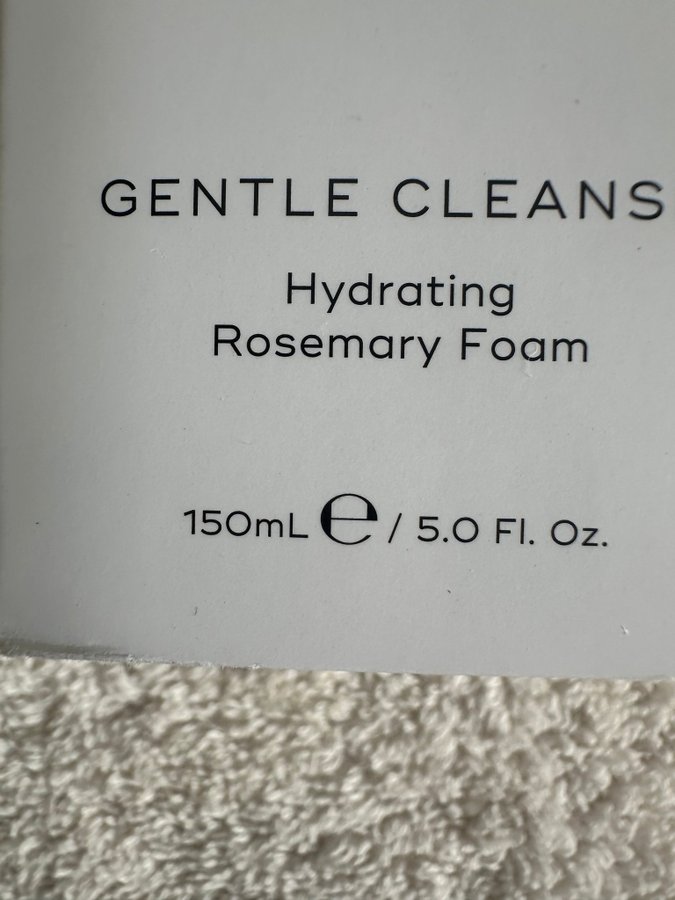 GENTLE CLEANS
Hydrating
Rosemary Foam
150mL ℮ / 5.0 Fl. Oz.